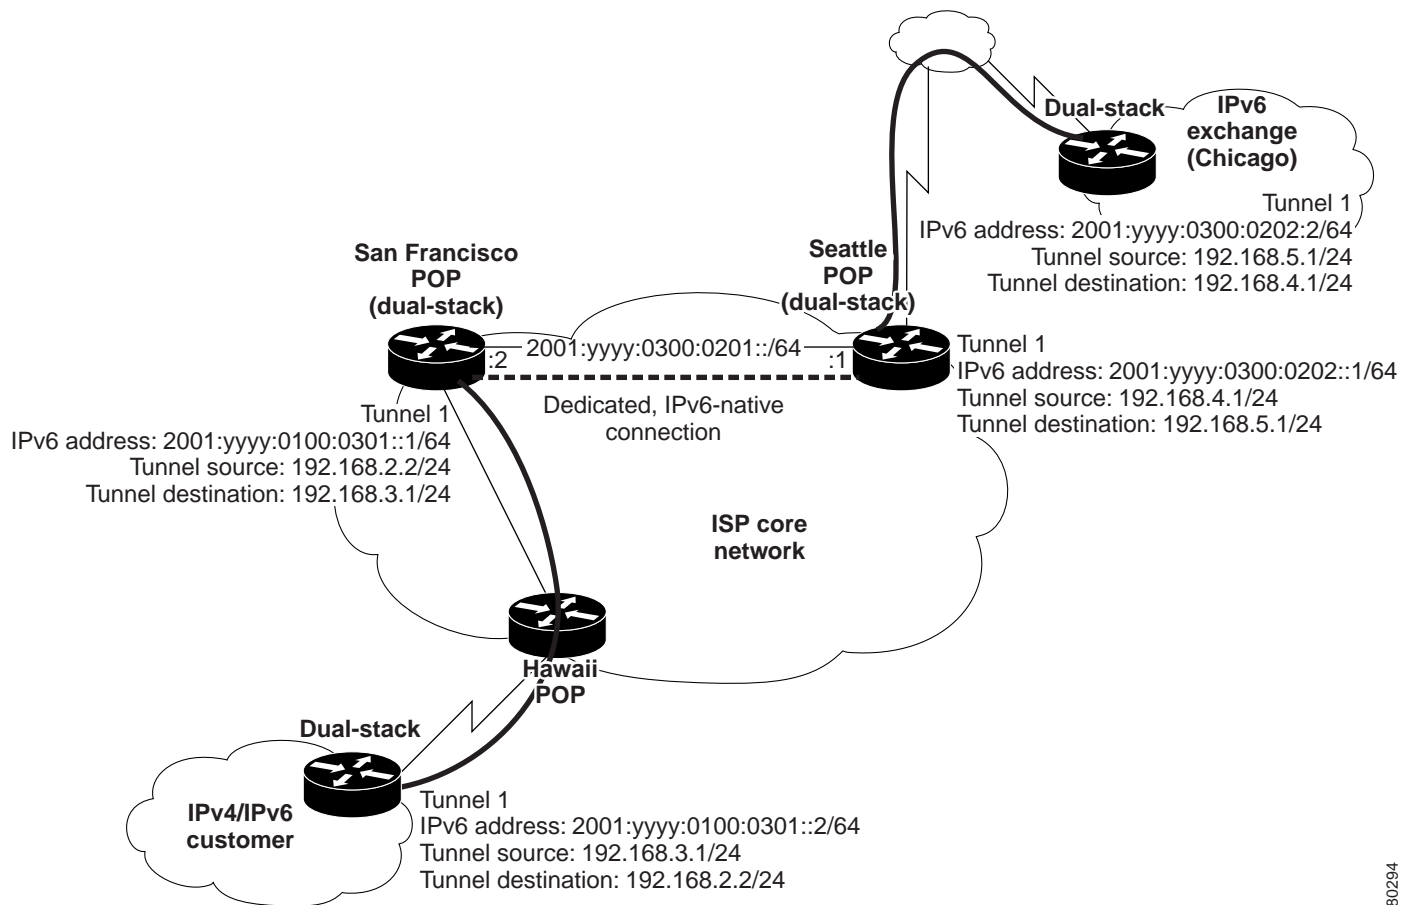 Dual-stack
IPv6
exchange
(Chicago)
Tunnel 1
IPv6 address: 2001:yyyy:0300:0202:2/64
Tunnel source: 192.168.5.1/24
Tunnel destination: 192.168.4.1/24
San Francisco
POP
(dual-stack)
Seattle
POP
(dual-stack)
:2
2001:yyyy:0300:0201::/64
:1
Dedicated, IPv6-native
connection
Tunnel 1
IPv6 address: 2001:yyyy:0300:0202::1/64
Tunnel source: 192.168.4.1/24
Tunnel destination: 192.168.5.1/24
Tunnel 1
IPv6 address: 2001:yyyy:0100:0301::1/64
Tunnel source: 192.168.2.2/24
Tunnel destination: 192.168.3.1/24
ISP core
network
Hawaii
POP
Dual-stack
IPv4/IPv6
customer
Tunnel 1
IPv6 address: 2001:yyyy:0100:0301::2/64
Tunnel source: 192.168.3.1/24
Tunnel destination: 192.168.2.2/24
80294